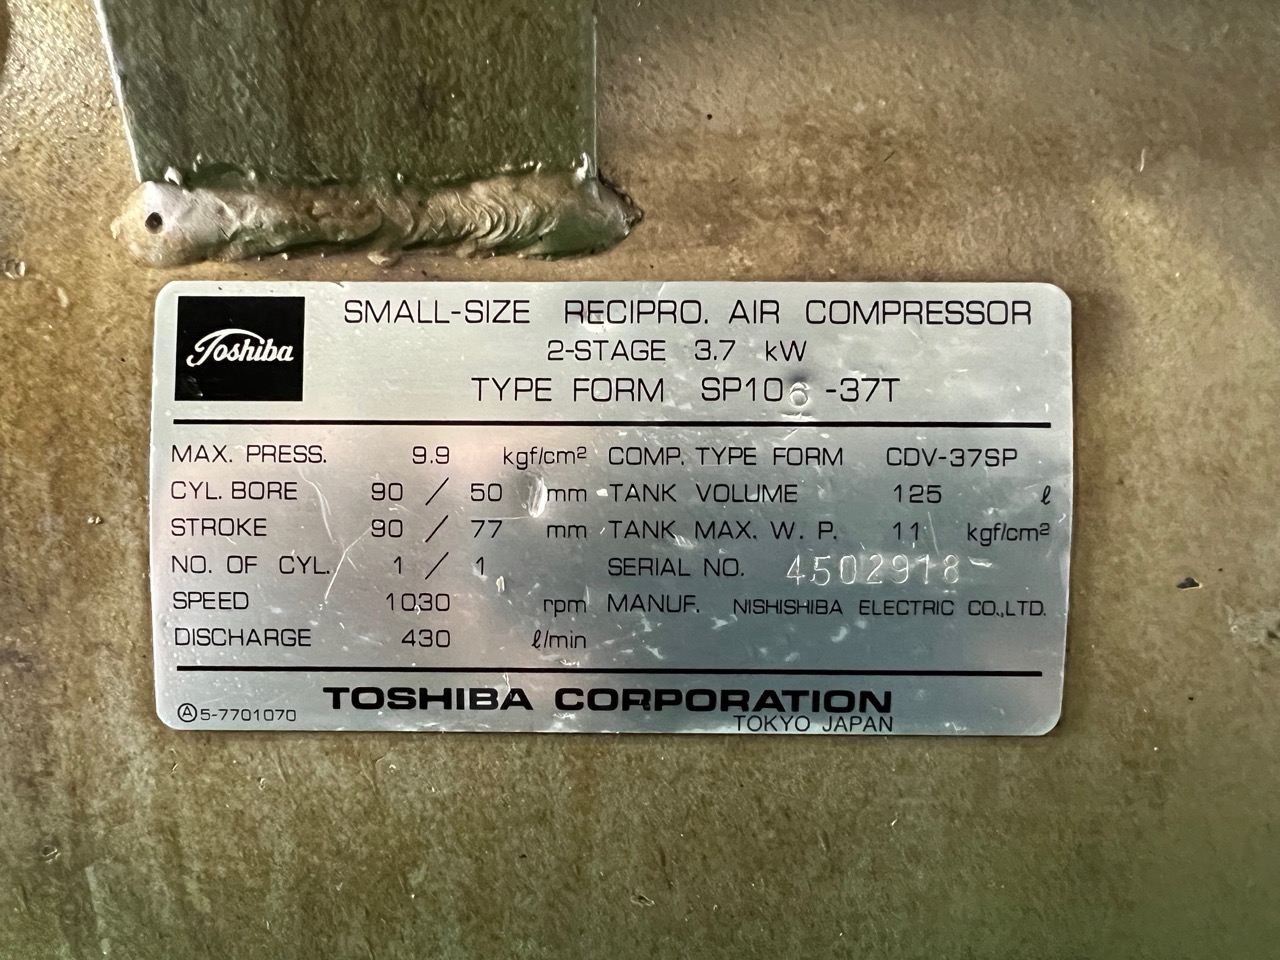 Toshiba
SMALL-SIZE RECIPRO. AIR COMPRESSOR
2-STAGE 3.7 kW
TYPE FORM SP106-37T
MAX. PRESS. 9.9 kgf/cm² COMP. TYPE FORM CDV-37SP
CYL. BORE 90 / 50 mm TANK VOLUME 125 ℓ
STROKE 90 / 77 mm TANK MAX. W. P. 11 kgf/cm²
NO. OF CYL. 1 / 1 SERIAL NO. 4502918
SPEED 1030 rpm MANUF. NISHISHIBA ELECTRIC CO.,LTD.
DISCHARGE 430 ℓ/min
TOSHIBA CORPORATION
Ⓐ5-7701070 TOKYO JAPAN